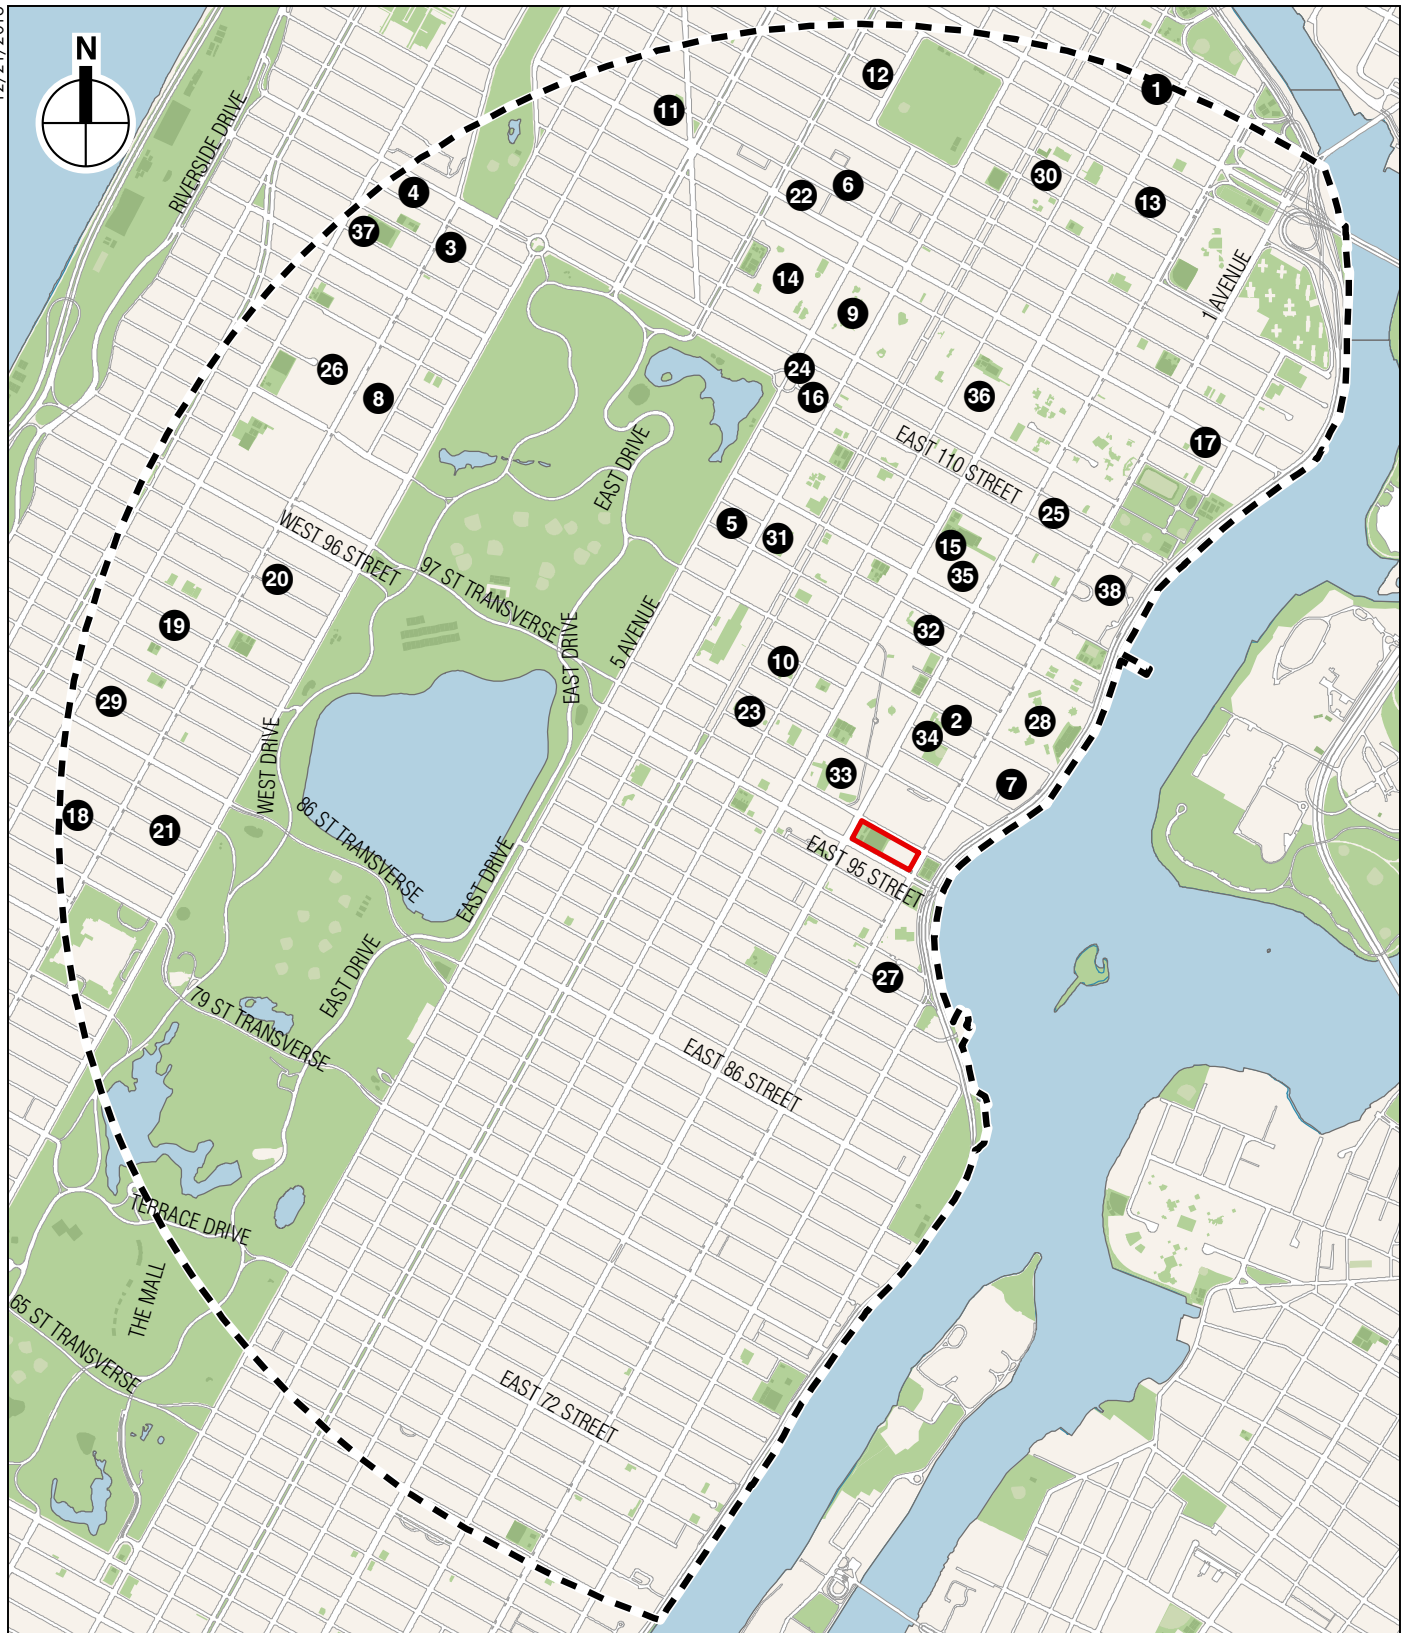 N
RIVERSIDE DRIVE
12
1
11
30
6
22
4
13
37
3
14
1 AVENUE
9
24
26
16
36
8
EAST 110 STREET
17
EAST DRIVE
25
5
WEST 96 STREET
31
15
97 ST TRANSVERSE
20
35
38
19
32
5 AVENUE
EAST DRIVE
10
29
23
2
28
34
WEST DRIVE
33
7
18
86 ST TRANSVERSE
21
EAST 95 STREET
EAST DRIVE
EAST DRIVE
27
79 ST TRANSVERSE
EAST 86 STREET
TERRACE DRIVE
THE MALL
65 ST TRANSVERSE
EAST 72 STREET